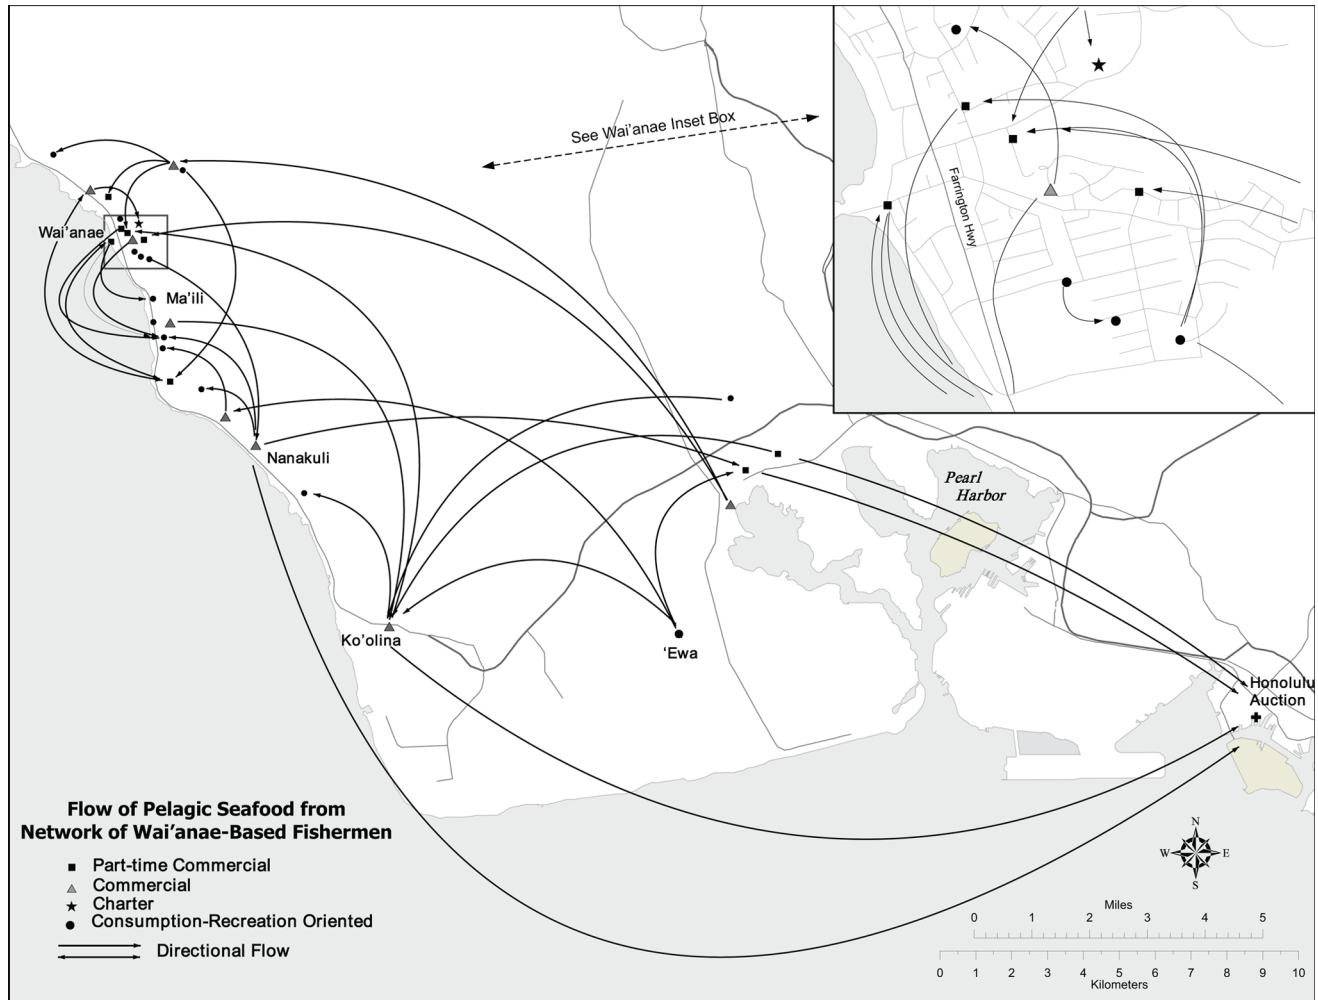 See Wai'anae Inset Box
Farrington Hwy
Wai'anae
Ma'ili
Nanakuli
Pearl
Harbor
Ko'olina
'Ewa
Honolulu
Auction
Flow of Pelagic Seafood from
Network of Wai'anae-Based Fishermen
Part-time Commercial
Commercial
Charter
Consumption-Recreation Oriented
Directional Flow
N
W E
S
Miles
0 1 2 3 4 5
0 1 2 3 4 5 6 7 8 9 10
Kilometers